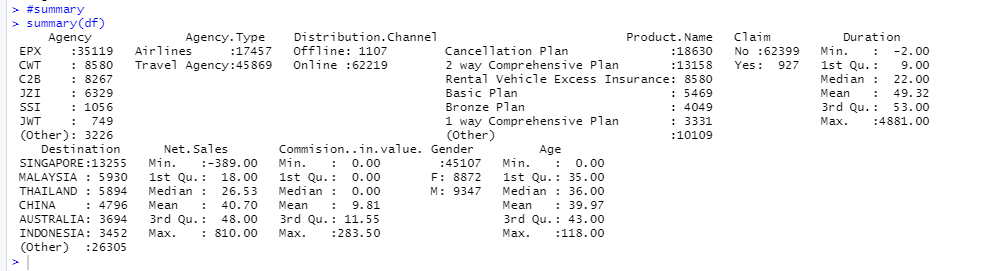 > #summary
> summary(df)
     Agency             Agency.Type    Distribution.Channel                           Product.Name   Claim          Duration
EPX    :35119   Airlines     :17457   Offline: 1107        Cancellation Plan              :18630   No :62399   Min.   :  -2.00
CWT    : 8580   Travel Agency:45869   Online :62219        2 way Comprehensive Plan       :13158   Yes:  927   1st Qu.:   9.00
C2B    : 8267                                              Rental Vehicle Excess Insurance: 8580               Median :  22.00
JZI    : 6329                                              Basic Plan                     : 5469               Mean   :  49.32
SSI    : 1056                                              Bronze Plan                    : 4049               3rd Qu.:  53.00
JWT    :  749                                              1 way Comprehensive Plan       : 3331               Max.   :4881.00
(Other): 3226                                              (Other)                        :10109
   Destination      Net.Sales       Commision..in.value. Gender         Age
SINGAPORE:13255   Min.   :-389.00   Min.   :  0.00        :45107   Min.   :  0.00
MALAYSIA : 5930   1st Qu.:  18.00   1st Qu.:  0.00       F: 8872   1st Qu.: 35.00
THAILAND : 5894   Median :  26.53   Median :  0.00       M: 9347   Median : 36.00
CHINA    : 4796   Mean   :  40.70   Mean   :  9.81                 Mean   : 39.97
AUSTRALIA: 3694   3rd Qu.:  48.00   3rd Qu.: 11.55                 3rd Qu.: 43.00
INDONESIA: 3452   Max.   : 810.00   Max.   :283.50                 Max.   :118.00
(Other)  :26305
>